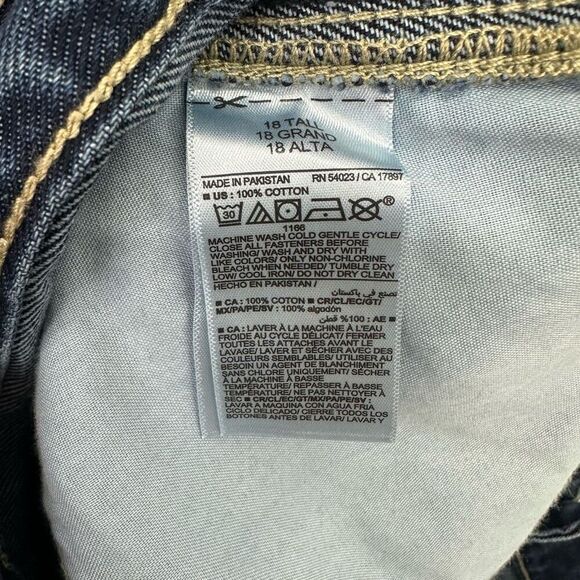 18 TALL
18 GRAND
18 ALTA
MADE IN PAKISTAN RN 54023 / CA 17897
■ US : 100% COTTON
30 ®
1166
MACHINE WASH COLD GENTLE CYCLE/
CLOSE ALL FASTENERS BEFORE
WASHING/ WASH AND DRY WITH
LIKE COLORS/ ONLY NON-CHLORINE
BLEACH WHEN NEEDED/ TUMBLE DRY
LOW/ COOL IRON/ DO NOT DRY CLEAN
HECHO EN PAKISTAN /
صنع في باكستان
■ CA : 100% COTON ■ CR/CL/EC/GT/
MX/PA/PE/SV : 100% algodón
■ AE : 100% قطن
■ CA : LAVER À LA MACHINE À L'EAU
FROIDE AU CYCLE DÉLICAT/ FERMER
TOUTES LES ATTACHES AVANT LE
LAVAGE/ LAVER ET SÉCHER AVEC DES
COULEURS SEMBLABLES/ UTILISER AU
BESOIN UN AGENT DE BLANCHIMENT
SANS CHLORE UNIQUEMENT/ SÉCHER
À LA MACHINE À BASSE
TEMPÉRATURE/ REPASSER À BASSE
TEMPÉRATURE/ NE PAS NETTOYER À
SEC ■ CR/CL/EC/GT/MX/PA/PE/SV :
LAVAR A MAQUINA CON AGUA FRIA
CICLO DELICADO/ CIERRE TODOS LOS
BOTONES ANTES DE LAVAR/ LAVAR Y